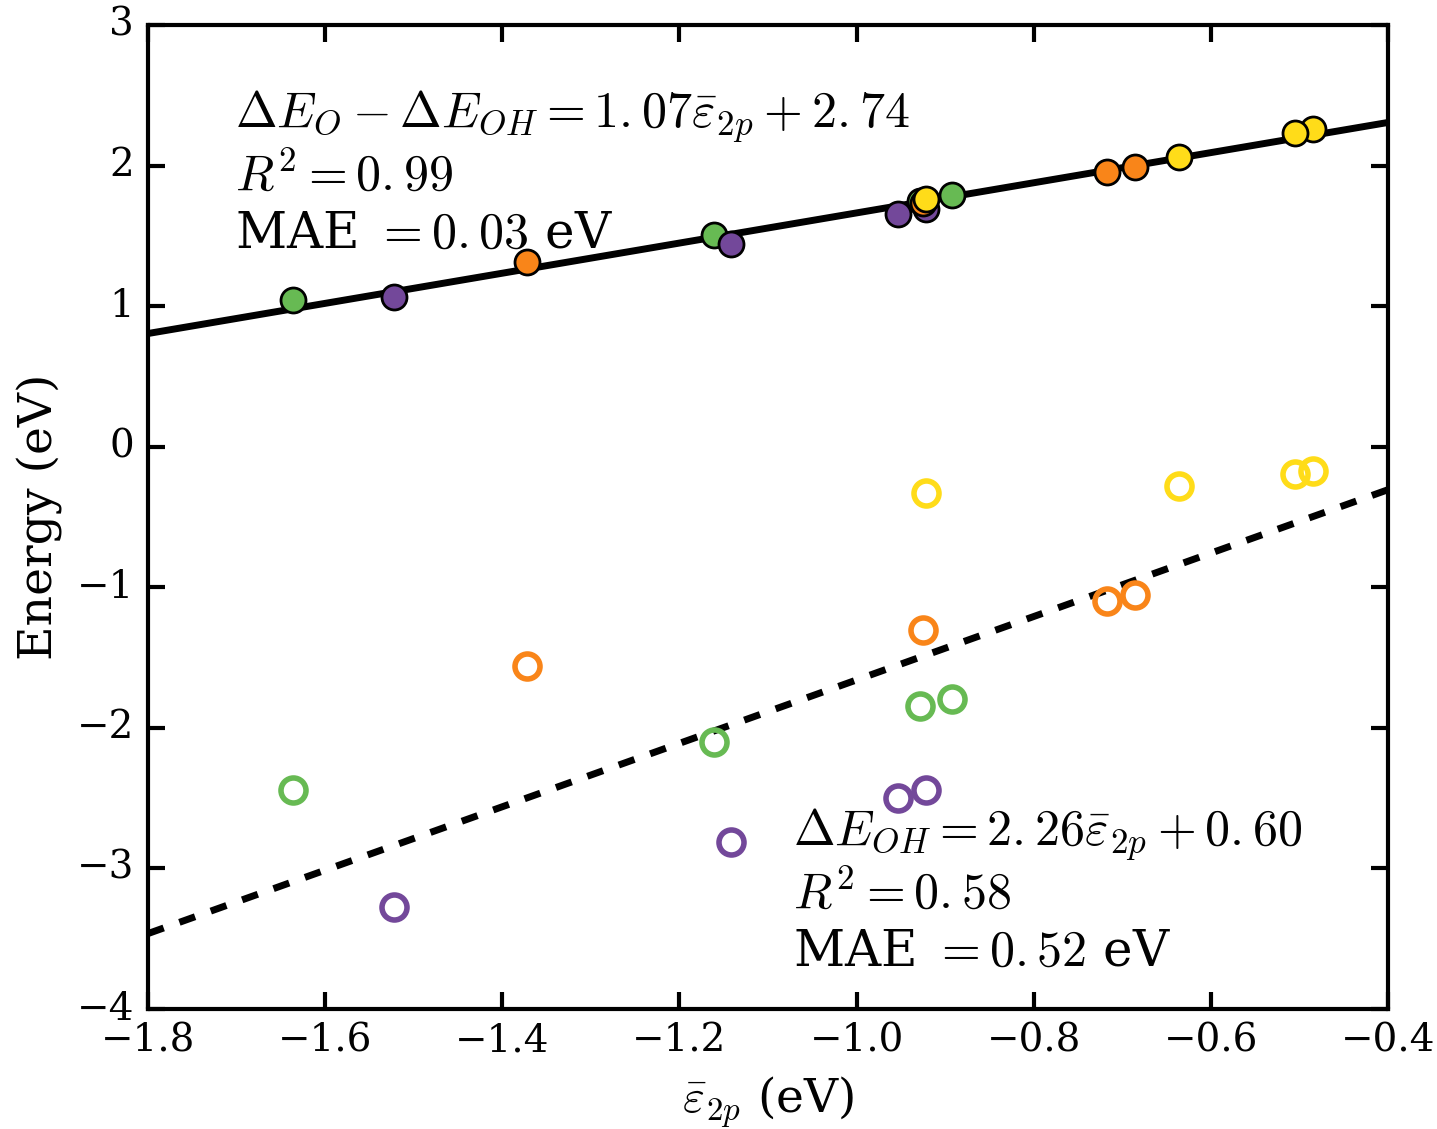 3
2
1
0
−1
−2
−3
−4
Energy (eV)
ΔE_O − ΔE_OH = 1.07ε̄_2p + 2.74
R² = 0.99
MAE = 0.03 eV
ΔE_OH = 2.26ε̄_2p + 0.60
R² = 0.58
MAE = 0.52 eV
−1.8 −1.6 −1.4 −1.2 −1.0 −0.8 −0.6 −0.4
ε̄_2p (eV)